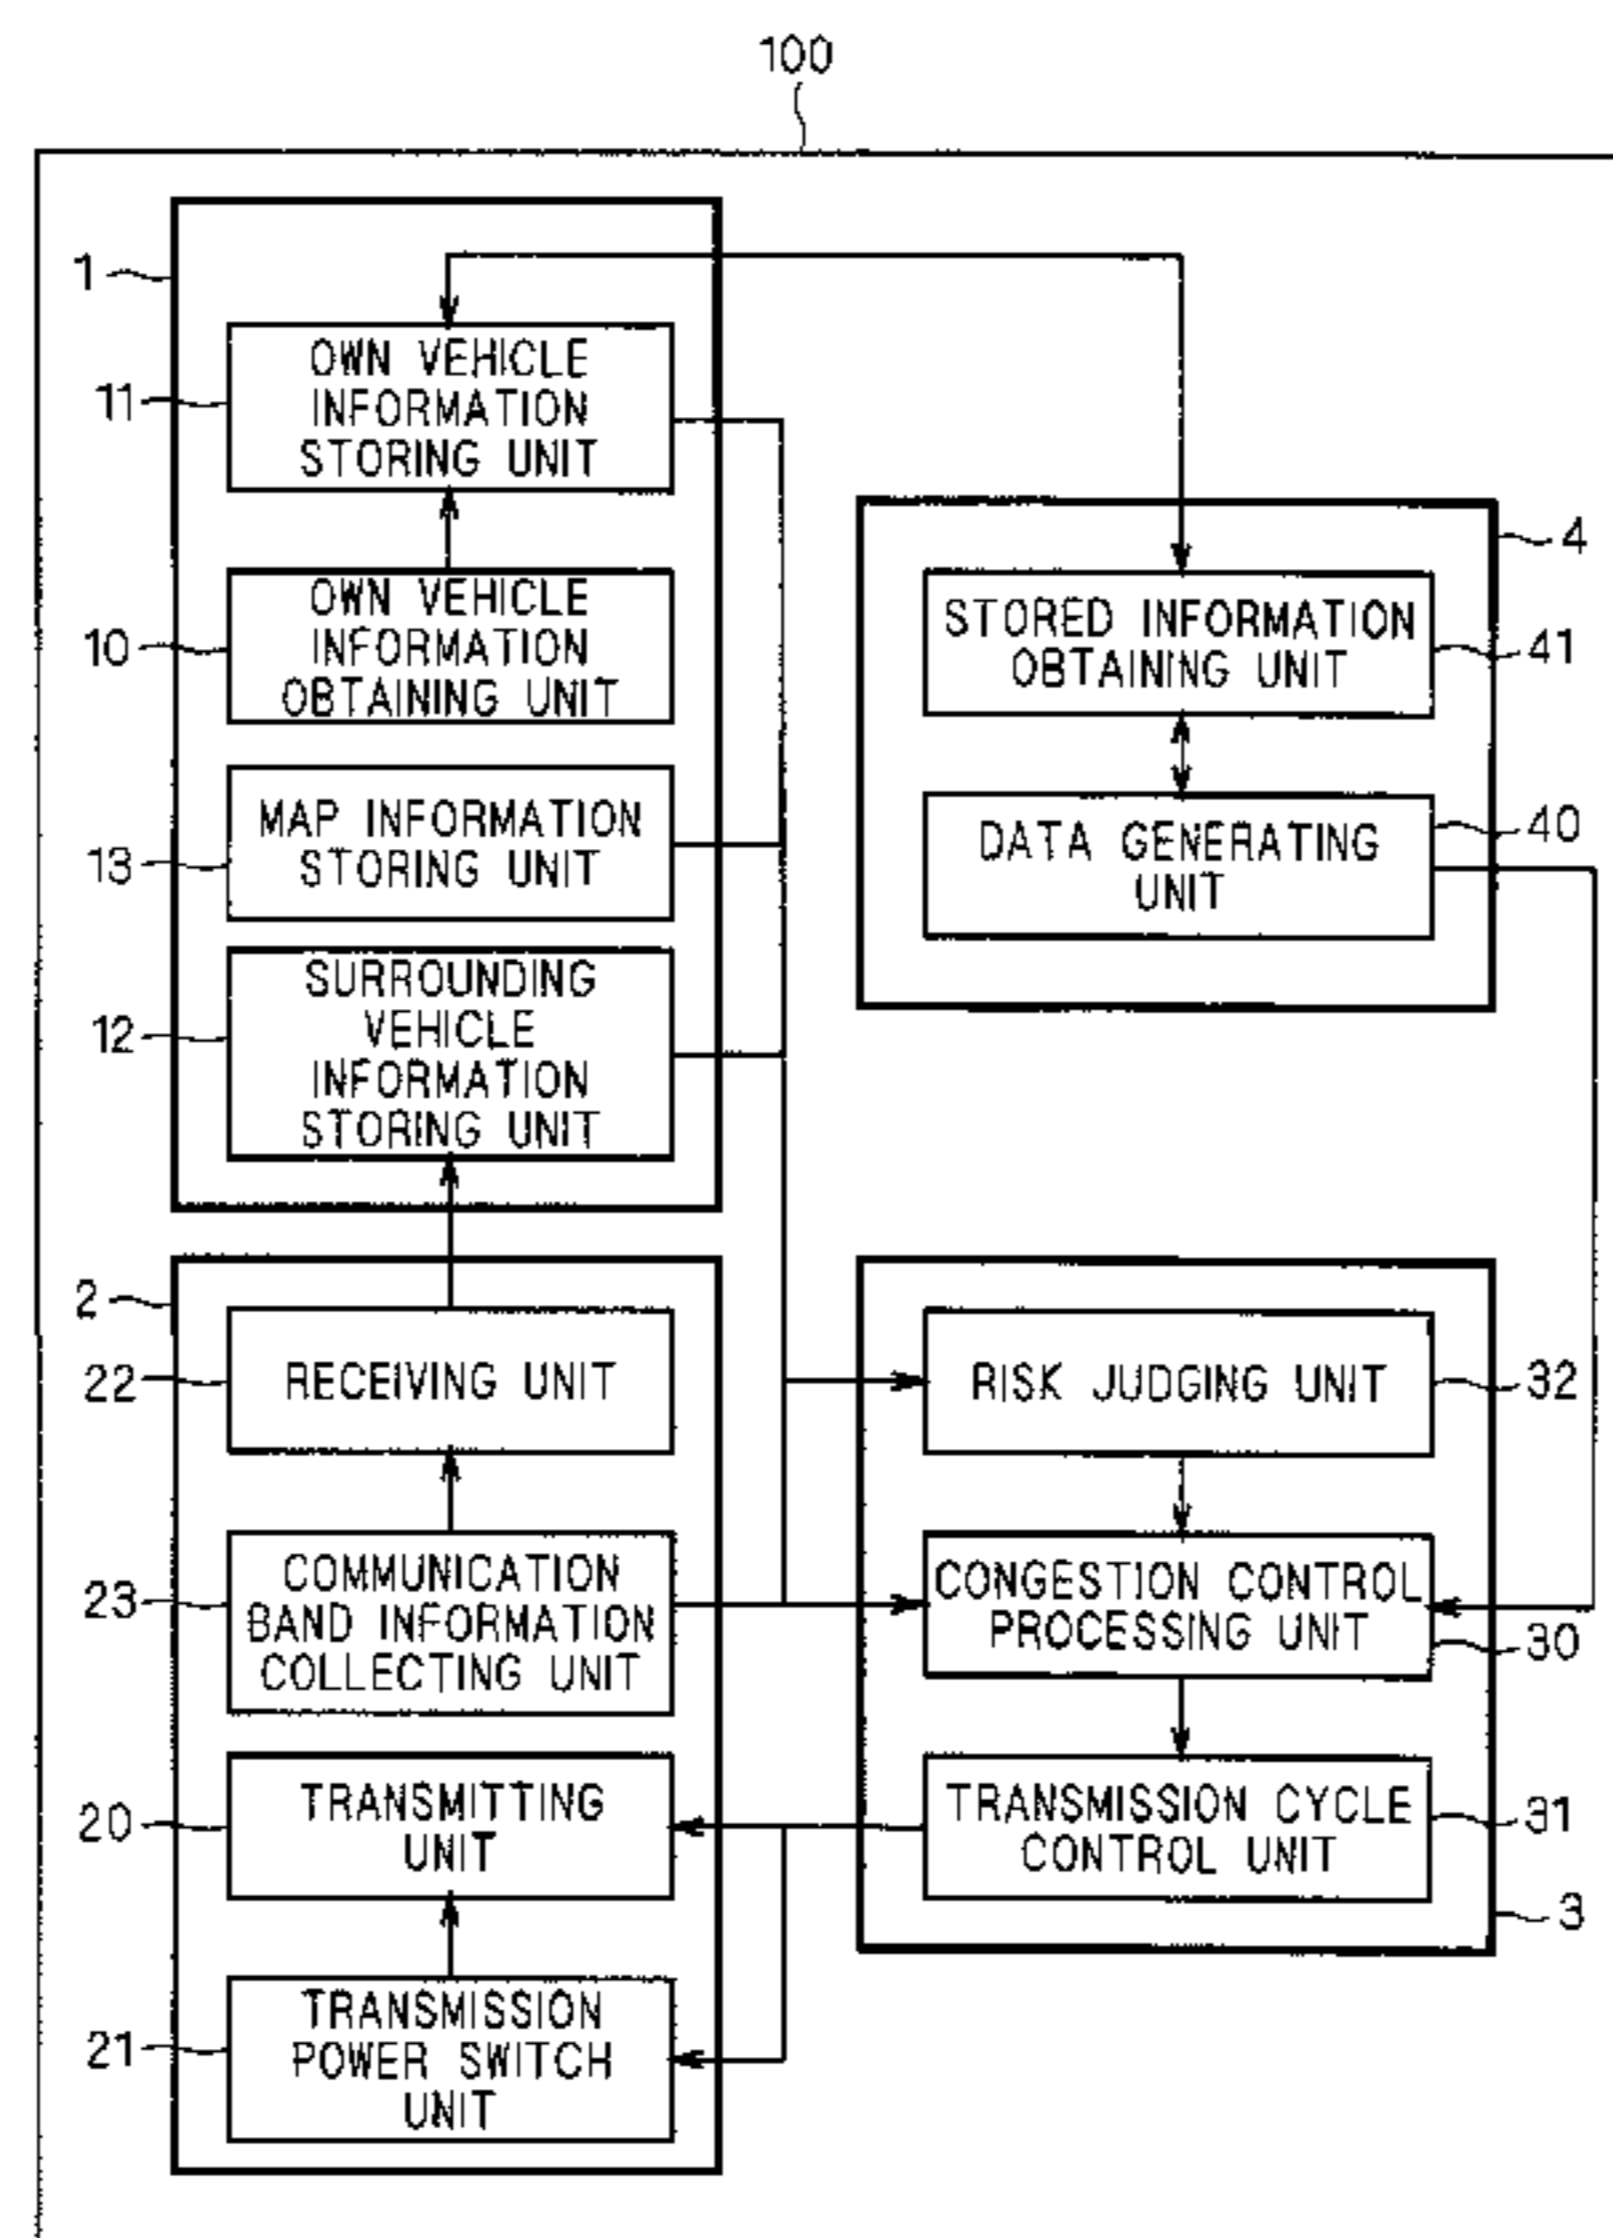 100
1
OWN VEHICLE
INFORMATION
STORING UNIT
11
OWN VEHICLE
INFORMATION
OBTAINING UNIT
10
MAP INFORMATION
STORING UNIT
13
SURROUNDING
VEHICLE
INFORMATION
STORING UNIT
12
4
STORED INFORMATION
OBTAINING UNIT
41
DATA GENERATING
UNIT
40
2
RECEIVING UNIT
22
COMMUNICATION
BAND INFORMATION
COLLECTING UNIT
23
TRANSMITTING
UNIT
20
TRANSMISSION
POWER SWITCH
UNIT
21
RISK JUDGING UNIT
32
CONGESTION CONTROL
PROCESSING UNIT
30
TRANSMISSION CYCLE
CONTROL UNIT
31
3